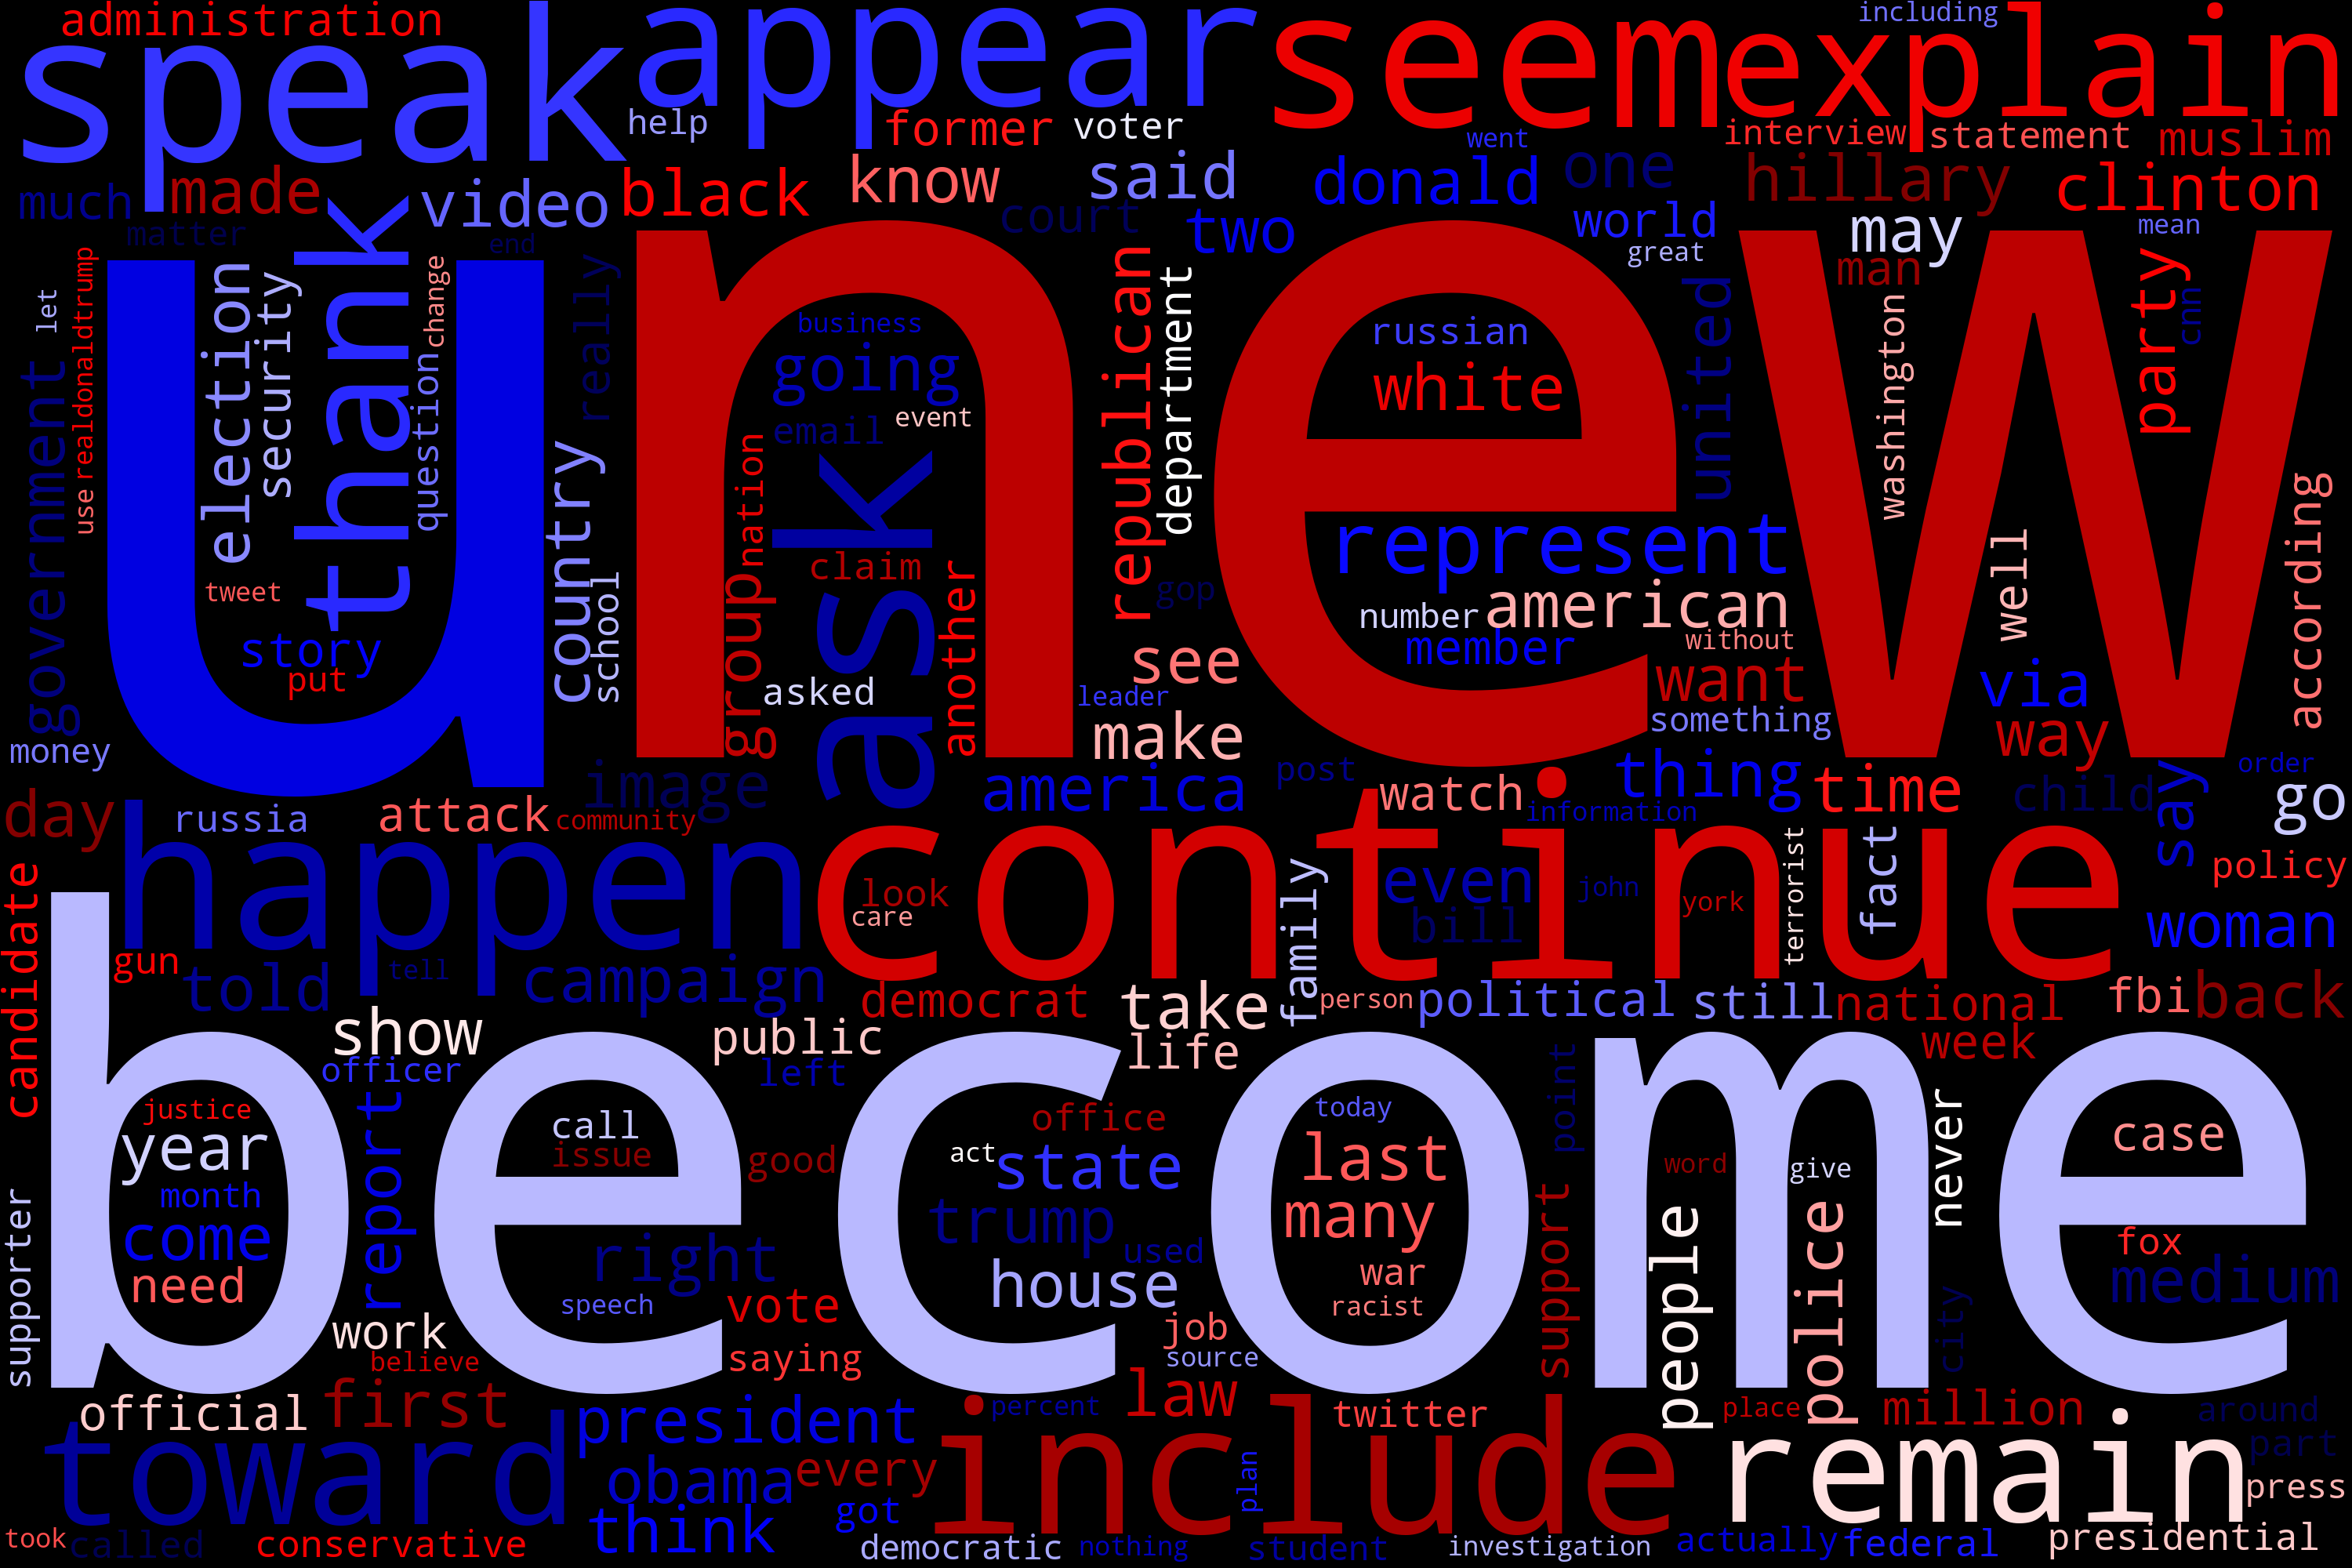 administration
including
speak
appear
seem
explain
help
former
voter
went
interview
statement
muslim
much
made
video
black
know
said
donald
one
hillary
clinton
matter
end
court
two
world
great
may
mean
man
let
realdonaldtrump
use
government
election
security
thank
change
question
really
u
new
business
going
email
event
republican
department
russian
white
united
washington
party
cnn
country
school
nation
group
ask
claim
another
asked
gop
represent
number
american
member
without
well
according
tweet
story
put
see
leader
make
want
something
via
way
money
image
america
post
watch
thing
time
information
child
say
order
go
day
russia
attack
community
happen
continue
look
care
family
even
bill
john
york
terrorist
fact
policy
woman
candidate
gun
told
tell
campaign
democrat
take
person
political
still
national
fbi
back
show
public
life
week
officer
left
point
become
justice
year
month
come
need
report
call
issue
good
office
act
state
today
last
many
trump
used
house
war
racist
right
speech
vote
support
people
word
give
police
never
case
fox
medium
city
supporter
work
believe
saying
job
source
official
first
president
percent
law
twitter
place
million
around
toward
obama
every
include
plan
remain
part
press
think
got
took
called
conservative
democratic
nothing
student
investigation
actually
federal
presidential